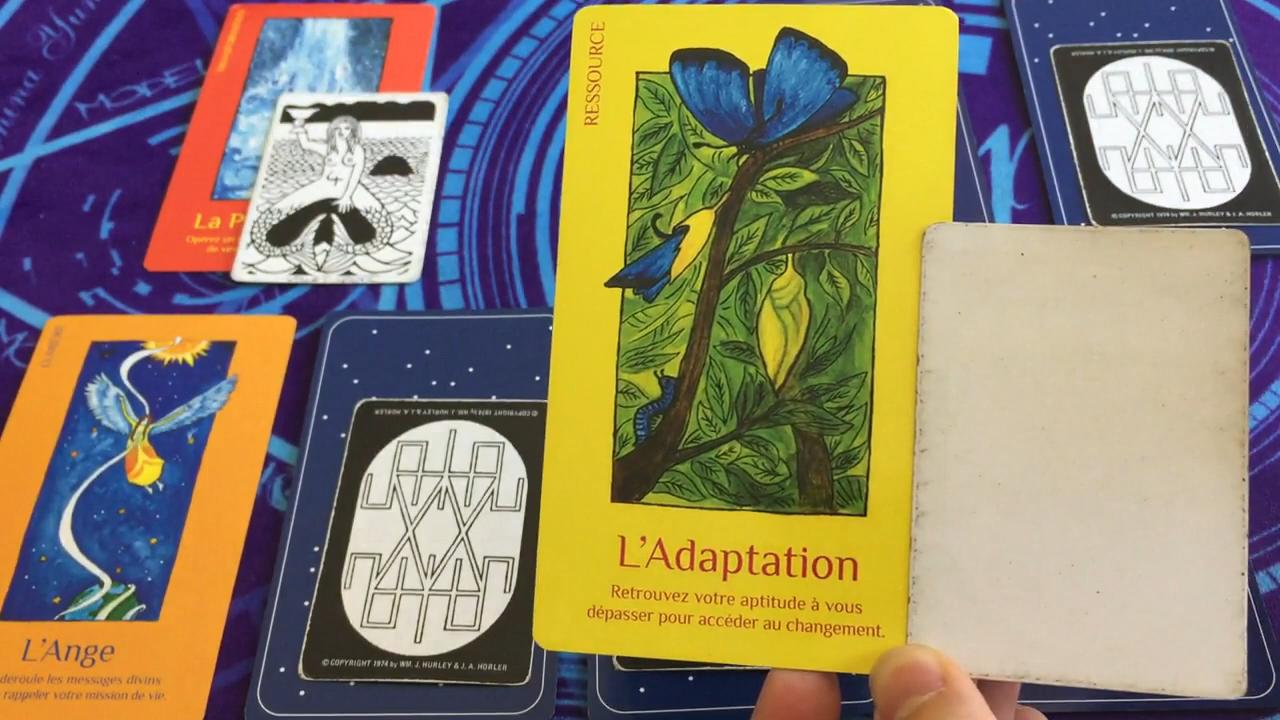 RESSOURCE
L'Adaptation
Retrouvez votre aptitude à vous
dépasser pour accéder au changement.
La P
Opérez un
de vie
L'Ange
déroule les messages divins
rappeler votre mission de vie.
© COPYRIGHT 1974 by WM. J. HURLEY & J. A. HORLER
© COPYRIGHT 1974 by WM. J. HURLEY & J. A. HORLER
© COPYRIGHT 1974 by WM. J. HURLEY & J. A. HORLER